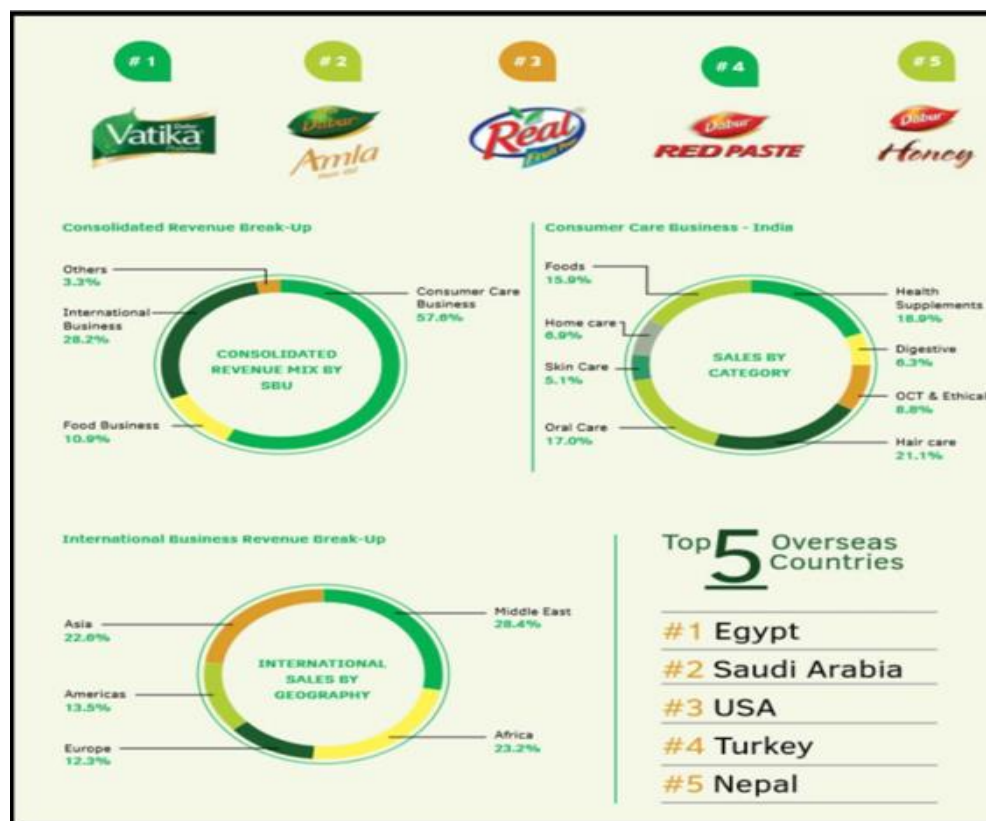 #1
#2
#3
#4
#5
Dabur
Vatika
Dabur
Amla
Real
Dabur
RED PASTE
Dabur
Honey
Consolidated Revenue Break-Up
Others
3.3%
International
Business
28.2%
Food Business
10.9%
CONSOLIDATED
REVENUE MIX BY
SBU
Consumer Care
Business
57.6%
Consumer Care Business - India
Foods
15.9%
Home care
6.9%
Skin Care
5.1%
Oral Care
17.0%
SALES BY
CATEGORY
Health
Supplements
18.9%
Digestive
6.3%
OCT & Ethical
8.8%
Hair care
21.1%
International Business Revenue Break-Up
Asia
22.6%
Americas
13.5%
Europe
12.3%
INTERNATIONAL
SALES BY
GEOGRAPHY
Middle East
28.4%
Africa
23.2%
Top 5 Overseas
Countries
#1 Egypt
#2 Saudi Arabia
#3 USA
#4 Turkey
#5 Nepal